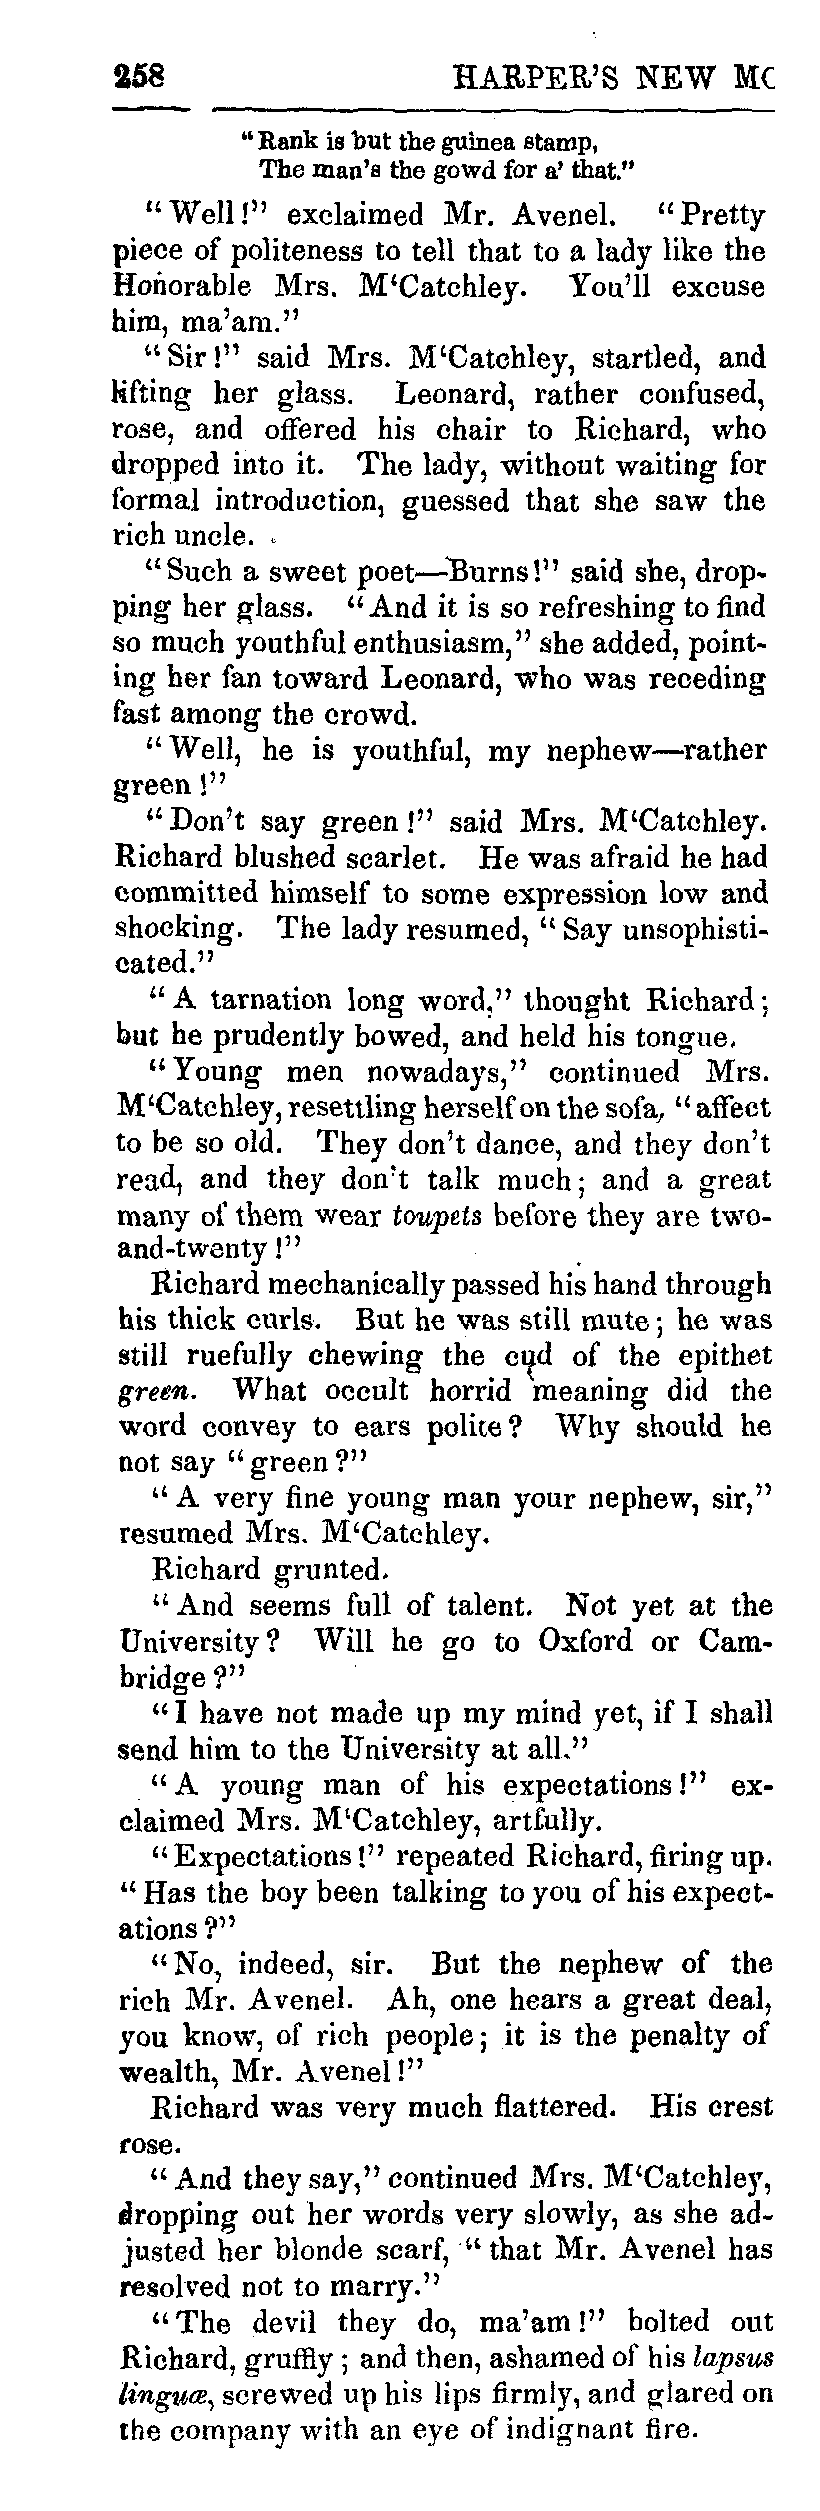 258 HARPER'S NEW MC
"Rank is but the guinea stamp,
The man's the gowd for a' that."
"Well!" exclaimed Mr. Avenel. "Pretty
piece of politeness to tell that to a lady like the
Honorable Mrs. M'Catchley. You'll excuse
him, ma'am."
"Sir!" said Mrs. M'Catchley, startled, and
lifting her glass. Leonard, rather confused,
rose, and offered his chair to Richard, who
dropped into it. The lady, without waiting for
formal introduction, guessed that she saw the
rich uncle.
"Such a sweet poet—Burns!" said she, drop-
ping her glass. "And it is so refreshing to find
so much youthful enthusiasm," she added, point-
ing her fan toward Leonard, who was receding
fast among the crowd.
"Well, he is youthful, my nephew—rather
green!"
"Don't say green!" said Mrs. M'Catchley.
Richard blushed scarlet. He was afraid he had
committed himself to some expression low and
shocking. The lady resumed, "Say unsophisti-
cated."
"A tarnation long word," thought Richard;
but he prudently bowed, and held his tongue.
"Young men nowadays," continued Mrs.
M'Catchley, resettling herself on the sofa, "affect
to be so old. They don't dance, and they don't
read, and they don't talk much; and a great
many of them wear toupets before they are two-
and-twenty!"
Richard mechanically passed his hand through
his thick curls. But he was still mute; he was
still ruefully chewing the cud of the epithet
green. What occult horrid meaning did the
word convey to ears polite? Why should he
not say "green?"
"A very fine young man your nephew, sir,"
resumed Mrs. M'Catchley.
Richard grunted.
"And seems full of talent. Not yet at the
University? Will he go to Oxford or Cam-
bridge?"
"I have not made up my mind yet, if I shall
send him to the University at all."
"A young man of his expectations!" ex-
claimed Mrs. M'Catchley, artfully.
"Expectations!" repeated Richard, firing up.
"Has the boy been talking to you of his expect-
ations?"
"No, indeed, sir. But the nephew of the
rich Mr. Avenel. Ah, one hears a great deal,
you know, of rich people; it is the penalty of
wealth, Mr. Avenel!"
Richard was very much flattered. His crest
rose.
"And they say," continued Mrs. M'Catchley,
dropping out her words very slowly, as she ad-
justed her blonde scarf, "that Mr. Avenel has
resolved not to marry."
"The devil they do, ma'am!" bolted out
Richard, gruffly; and then, ashamed of his lapsus
linguæ, screwed up his lips firmly, and glared on
the company with an eye of indignant fire.